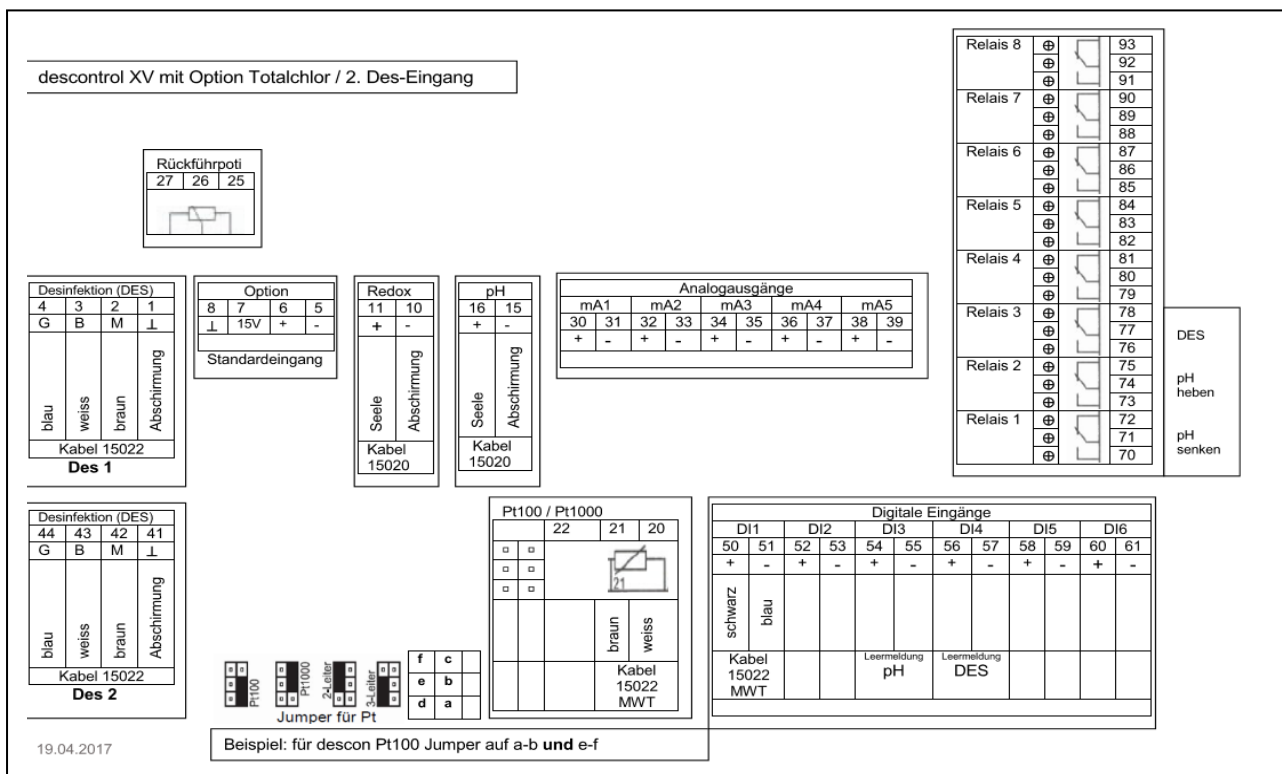 descontrol XV mit Option Totalchlor / 2. Des-Eingang
Rückführpoti
27 26 25
Relais 8 93
92
91
Relais 7 90
89
88
Relais 6 87
86
85
Relais 5 84
83
82
Relais 4 81
80
79
Relais 3 78
77
76
DES
Relais 2 75
74
73
pH
heben
Relais 1 72
71
70
pH
senken
Desinfektion (DES)
4 3 2 1
G B M ⊥
blau weiss braun Abschirmung
Kabel 15022
Des 1
Option
8 7 6 5
⊥ 15V + -
Standardeingang
Redox
11 10
+ -
Seele Abschirmung
Kabel
15020
pH
16 15
+ -
Seele Abschirmung
Kabel
15020
Analogausgänge
mA1 mA2 mA3 mA4 mA5
30 31 32 33 34 35 36 37 38 39
+ - + - + - + - + -
Desinfektion (DES)
44 43 42 41
G B M ⊥
blau weiss braun Abschirmung
Kabel 15022
Des 2
Pt100 Pt1000 2-Leiter 3-Leiter
Jumper für Pt
f c
e b
d a
Pt100 / Pt1000
22 21 20
21
braun weiss
Kabel
15022
MWT
Digitale Eingänge
DI1 DI2 DI3 DI4 DI5 DI6
50 51 52 53 54 55 56 57 58 59 60 61
+ - + - + - + - + - + -
schwarz blau
Kabel
15022
MWT
Leermeldung
pH
Leermeldung
DES
Beispiel: für descon Pt100 Jumper auf a-b und e-f
19.04.2017